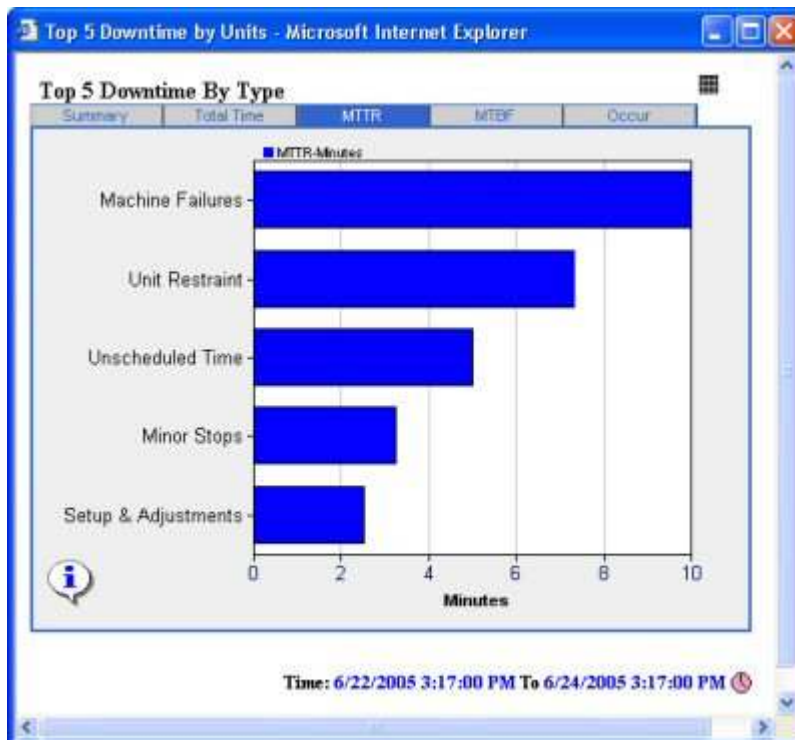 Top 5 Downtime by Units - Microsoft Internet Explorer
Top 5 Downtime By Type
Summary Total Time MTTR MTBF Occur
MTTR-Minutes
Machine Failures
Unit Restraint
Unscheduled Time
Minor Stops
Setup & Adjustments
0 2 4 6 8 10
Minutes
Time: 6/22/2005 3:17:00 PM To 6/24/2005 3:17:00 PM